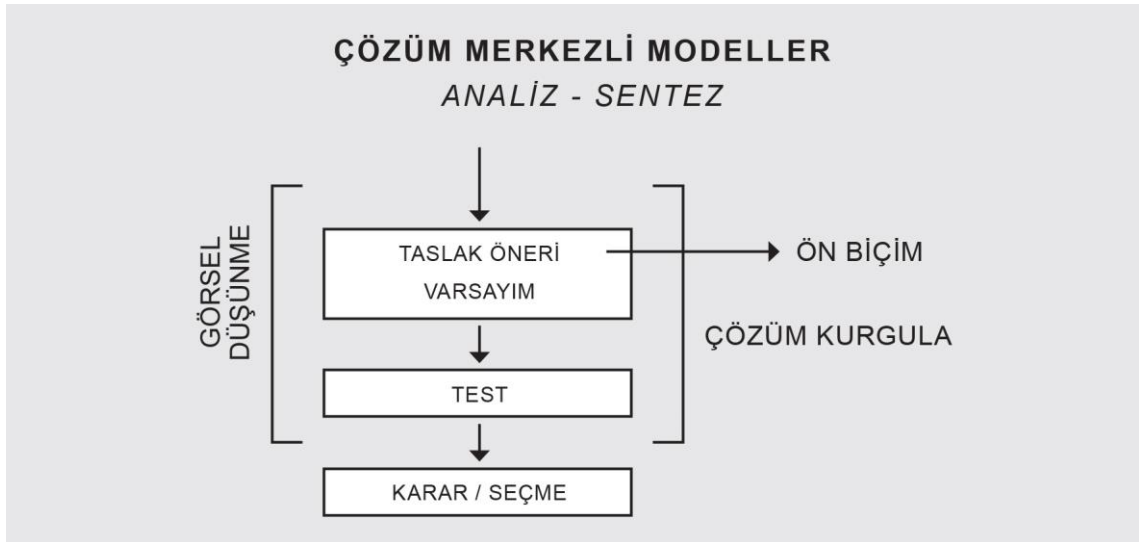 ÇÖZÜM MERKEZLİ MODELLER
ANALİZ - SENTEZ
GÖRSEL
DÜŞÜNME
TASLAK ÖNERİ
VARSAYIM
ÖN BİÇİM
ÇÖZÜM KURGULA
TEST
KARAR / SEÇME